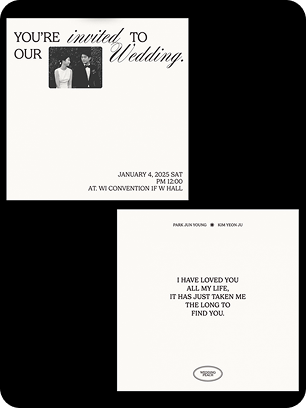 YOU'RE invited TO
OUR Wedding.
JANUARY 4, 2025 SAT
PM 12:00
AT. WI CONVENTION 1F W HALL
PARK JUN YOUNG KIM YEON JU
I HAVE LOVED YOU
ALL MY LIFE,
IT HAS JUST TAKEN ME
THE LONG TO
FIND YOU.
WEDDING